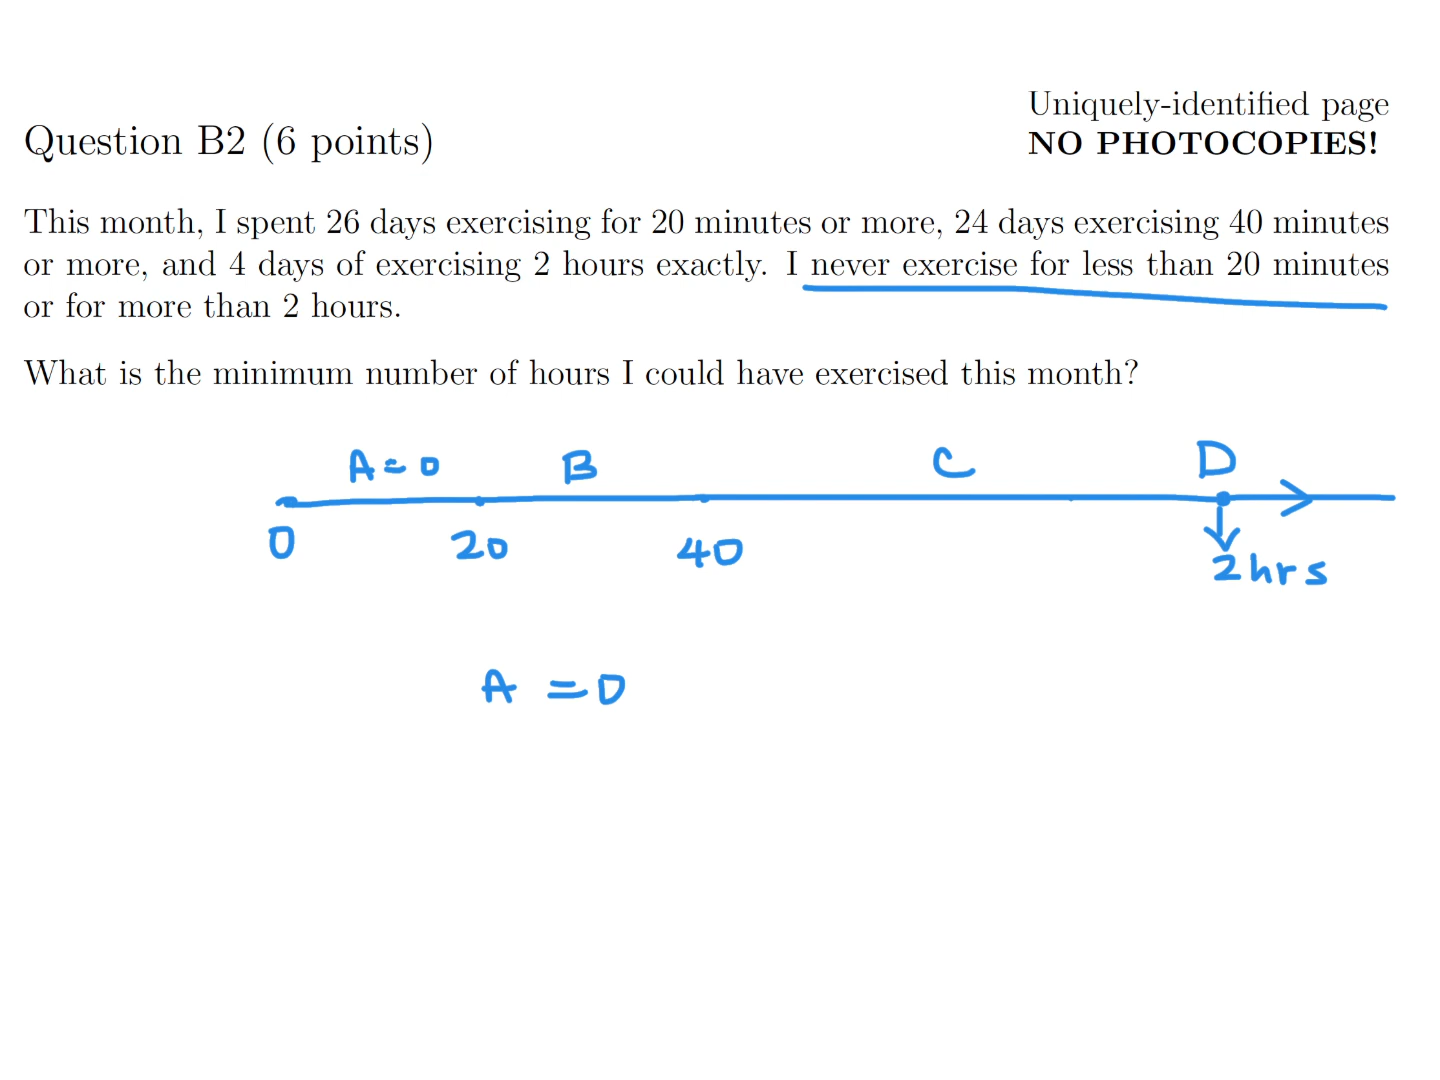 Uniquely-identified page
Question B2 (6 points)
NO PHOTOCOPIES!
This month, I spent 26 days exercising for 20 minutes or more, 24 days exercising 40 minutes
or more, and 4 days of exercising 2 hours exactly. I never exercise for less than 20 minutes
or for more than 2 hours.
What is the minimum number of hours I could have exercised this month?
A=0 B C D
0 20 40 2hrs
A=0